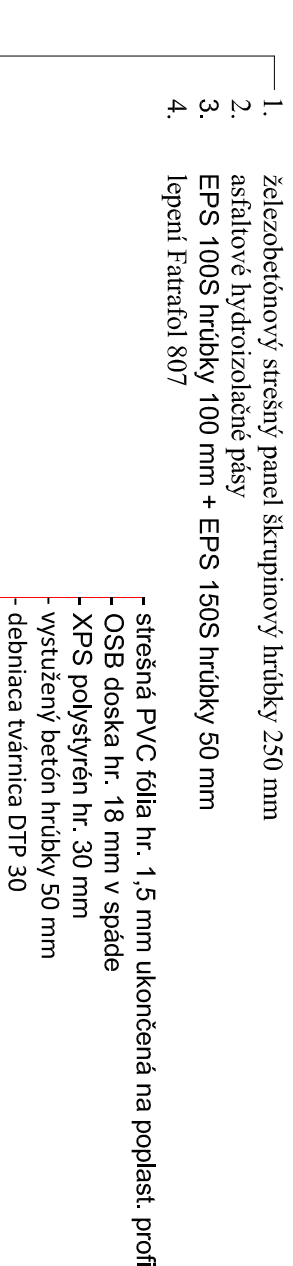 1. železobetónový strešný panel škrupinový hrúbky 250 mm
2. asfaltové hydroizolačné pásy
3. EPS 100S hrúbky 100 mm + EPS 150S hrúbky 50 mm
4. lepení Fatrafol 807
- strešná PVC fólia hr. 1,5 mm ukončená na poplast. profi
- OSB doska hr. 18 mm v spáde
- XPS polystyrén hr. 30 mm
- vystužený betón hrúbky 50 mm
- debniaca tvárnica DTP 30